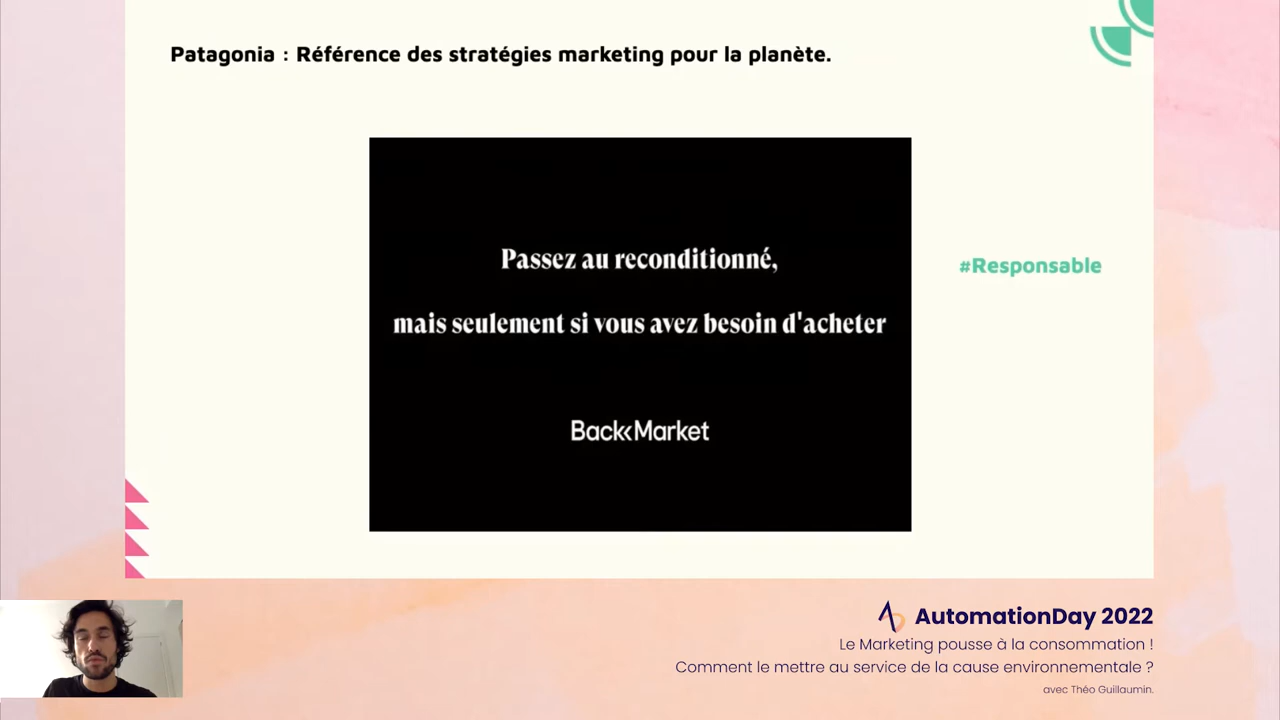 Patagonia : Référence des stratégies marketing pour la planète.
Passez au reconditionné,
mais seulement si vous avez besoin d'acheter
BackMarket
#Responsable
AutomationDay 2022
Le Marketing pousse à la consommation !
Comment le mettre au service de la cause environnementale ?
avec Théo Guillaumin.